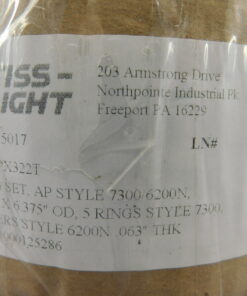 ISS -
IGHT
203 Armstrong Drive
Northpointe Industrial Pk
Freeport PA 16229
5017
LN#
X322T
SET, AP STYLE 7300/6200N,
X 6.375" OD, 5 RINGS STYLE 7300,
ERS STYLE 6200N .063" THK
000125286